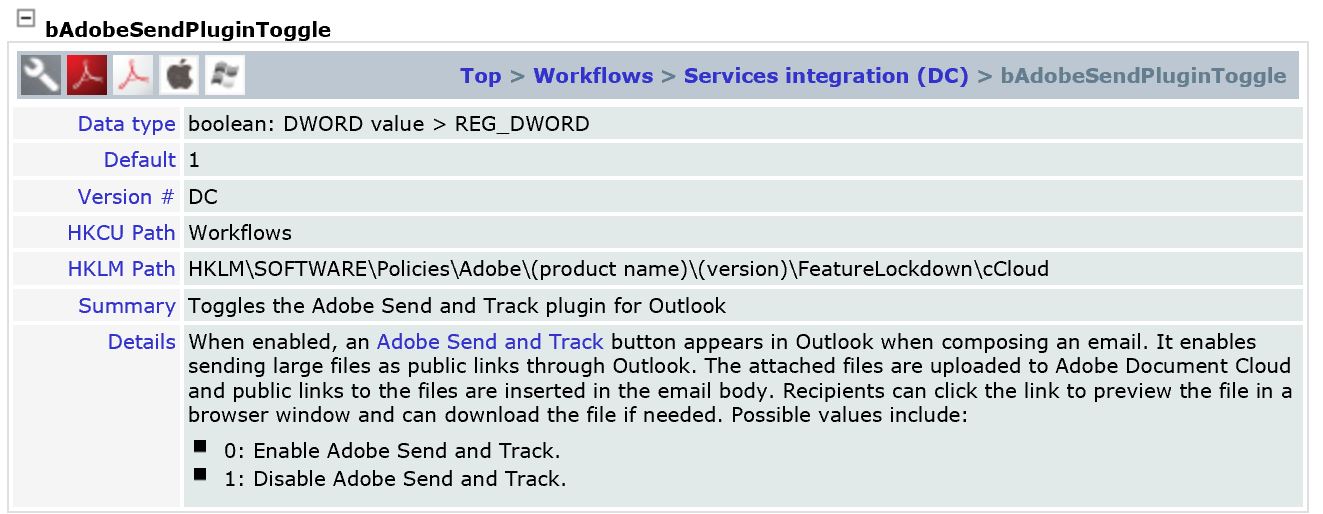 bAdobeSendPluginToggle
Top > Workflows > Services integration (DC) > bAdobeSendPluginToggle
Data type boolean: DWORD value > REG_DWORD
Default 1
Version # DC
HKCU Path Workflows
HKLM Path HKLM\SOFTWARE\Policies\Adobe\(product name)\(version)\FeatureLockdown\cCloud
Summary Toggles the Adobe Send and Track plugin for Outlook
Details When enabled, an Adobe Send and Track button appears in Outlook when composing an email. It enables
sending large files as public links through Outlook. The attached files are uploaded to Adobe Document Cloud
and public links to the files are inserted in the email body. Recipients can click the link to preview the file in a
browser window and can download the file if needed. Possible values include:
0: Enable Adobe Send and Track.
1: Disable Adobe Send and Track.